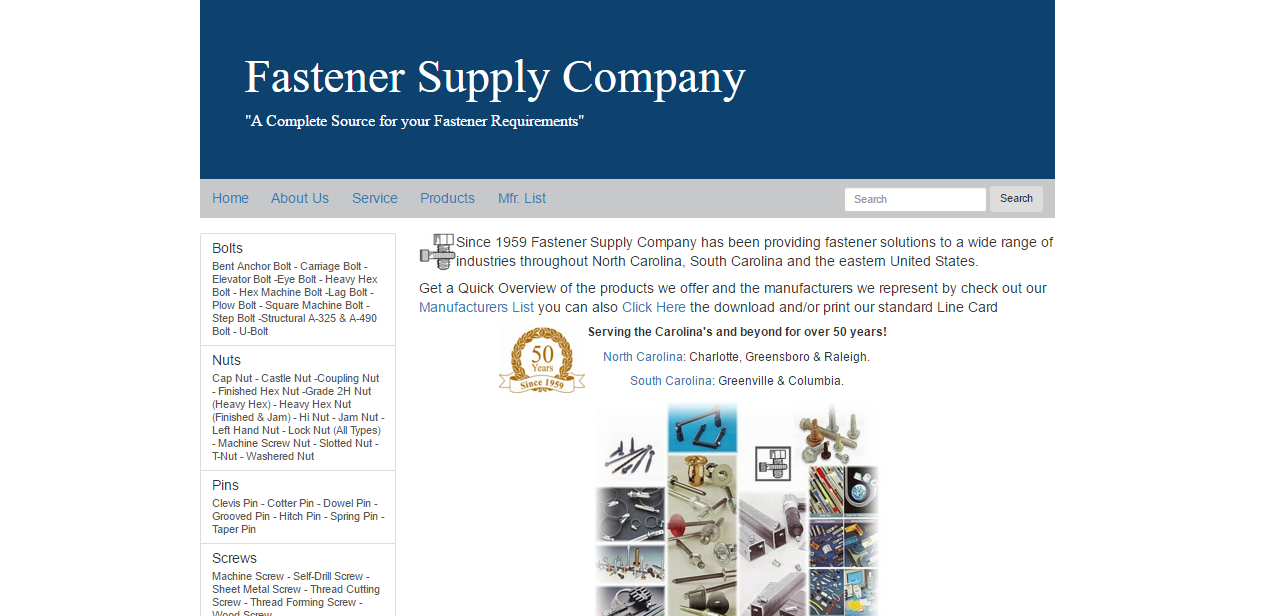 Fastener Supply Company
"A Complete Source for your Fastener Requirements"
Home About Us Service Products Mfr. List Search Search
Bolts
Bent Anchor Bolt - Carriage Bolt -
Elevator Bolt -Eye Bolt - Heavy Hex
Bolt - Hex Machine Bolt -Lag Bolt -
Plow Bolt - Square Machine Bolt -
Step Bolt -Structural A-325 & A-490
Bolt - U-Bolt
Nuts
Cap Nut - Castle Nut -Coupling Nut
- Finished Hex Nut -Grade 2H Nut
(Heavy Hex) - Heavy Hex Nut
(Finished & Jam) - Hi Nut - Jam Nut -
Left Hand Nut - Lock Nut (All Types)
- Machine Screw Nut - Slotted Nut -
T-Nut - Washered Nut
Pins
Clevis Pin - Cotter Pin - Dowel Pin -
Grooved Pin - Hitch Pin - Spring Pin -
Taper Pin
Screws
Machine Screw - Self-Drill Screw -
Sheet Metal Screw - Thread Cutting
Screw - Thread Forming Screw -
Wood Screw
Since 1959 Fastener Supply Company has been providing fastener solutions to a wide range of
industries throughout North Carolina, South Carolina and the eastern United States.
Get a Quick Overview of the products we offer and the manufacturers we represent by check out our
Manufacturers List you can also Click Here the download and/or print our standard Line Card
50
Years
Since 1959
Serving the Carolina's and beyond for over 50 years!
North Carolina: Charlotte, Greensboro & Raleigh.
South Carolina: Greenville & Columbia.